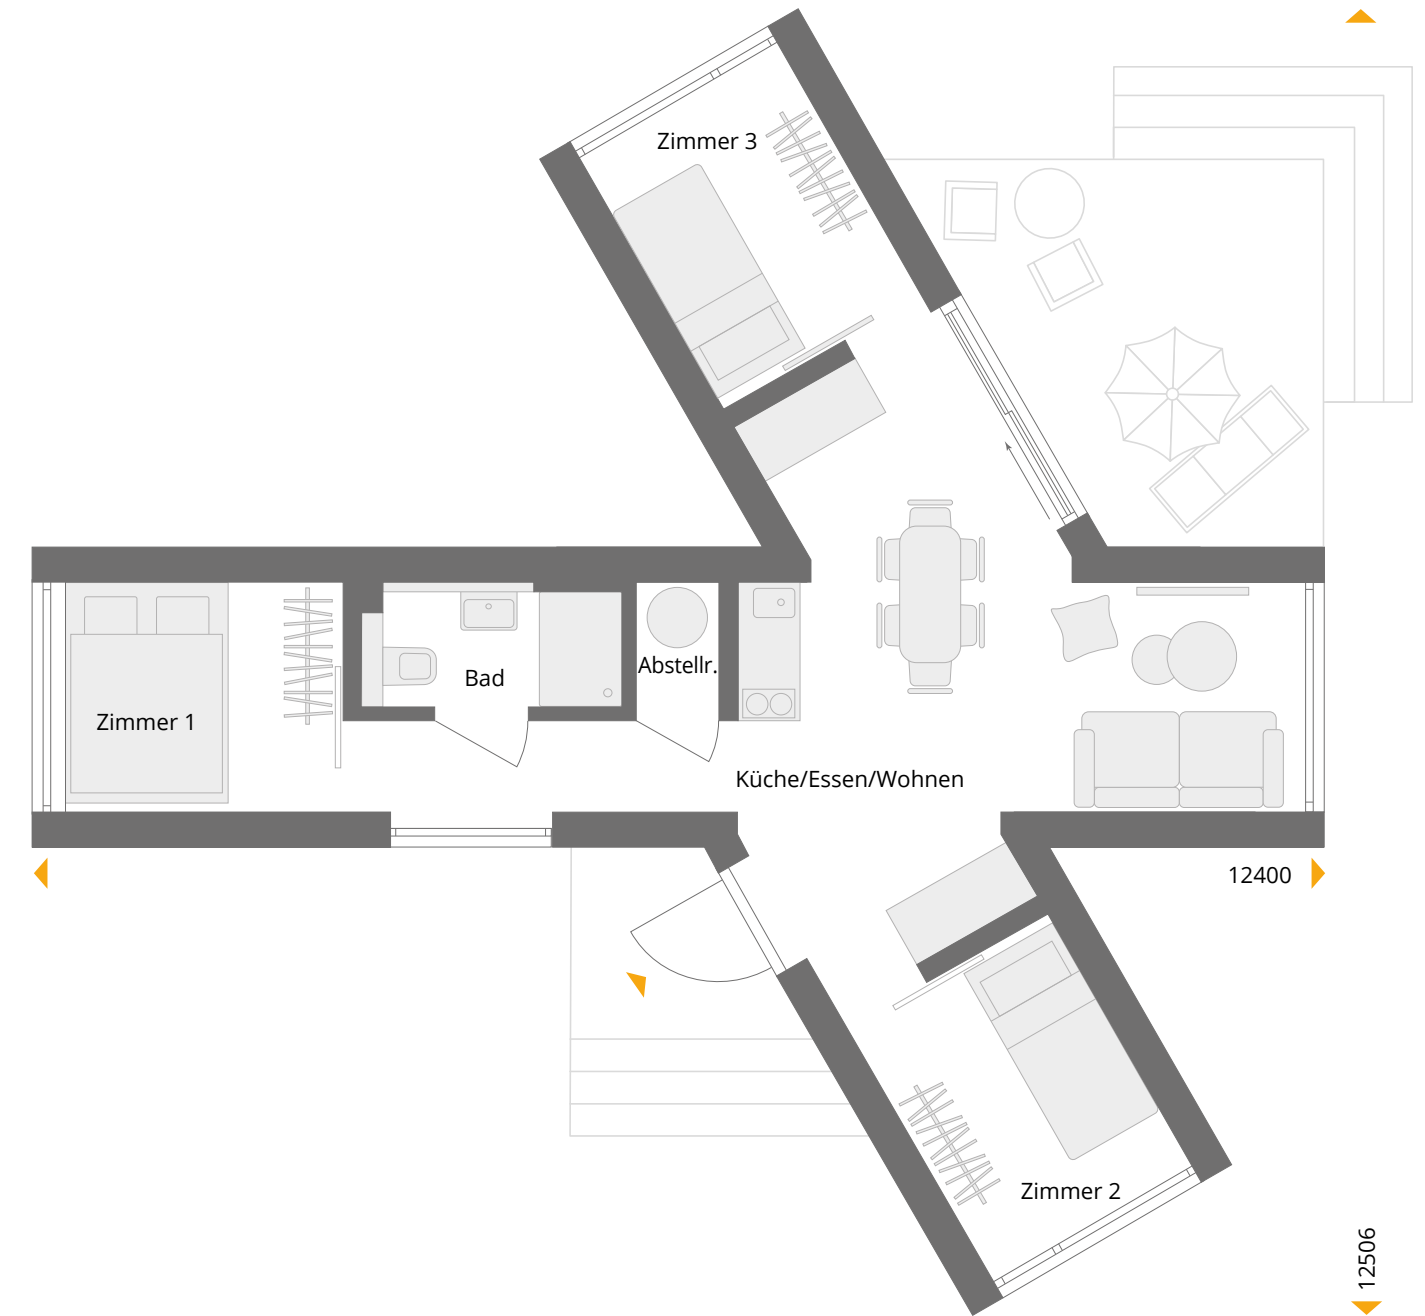 Zimmer 3
Abstellr.
Bad
Zimmer 1
Küche/Essen/Wohnen
12400
Zimmer 2
12506